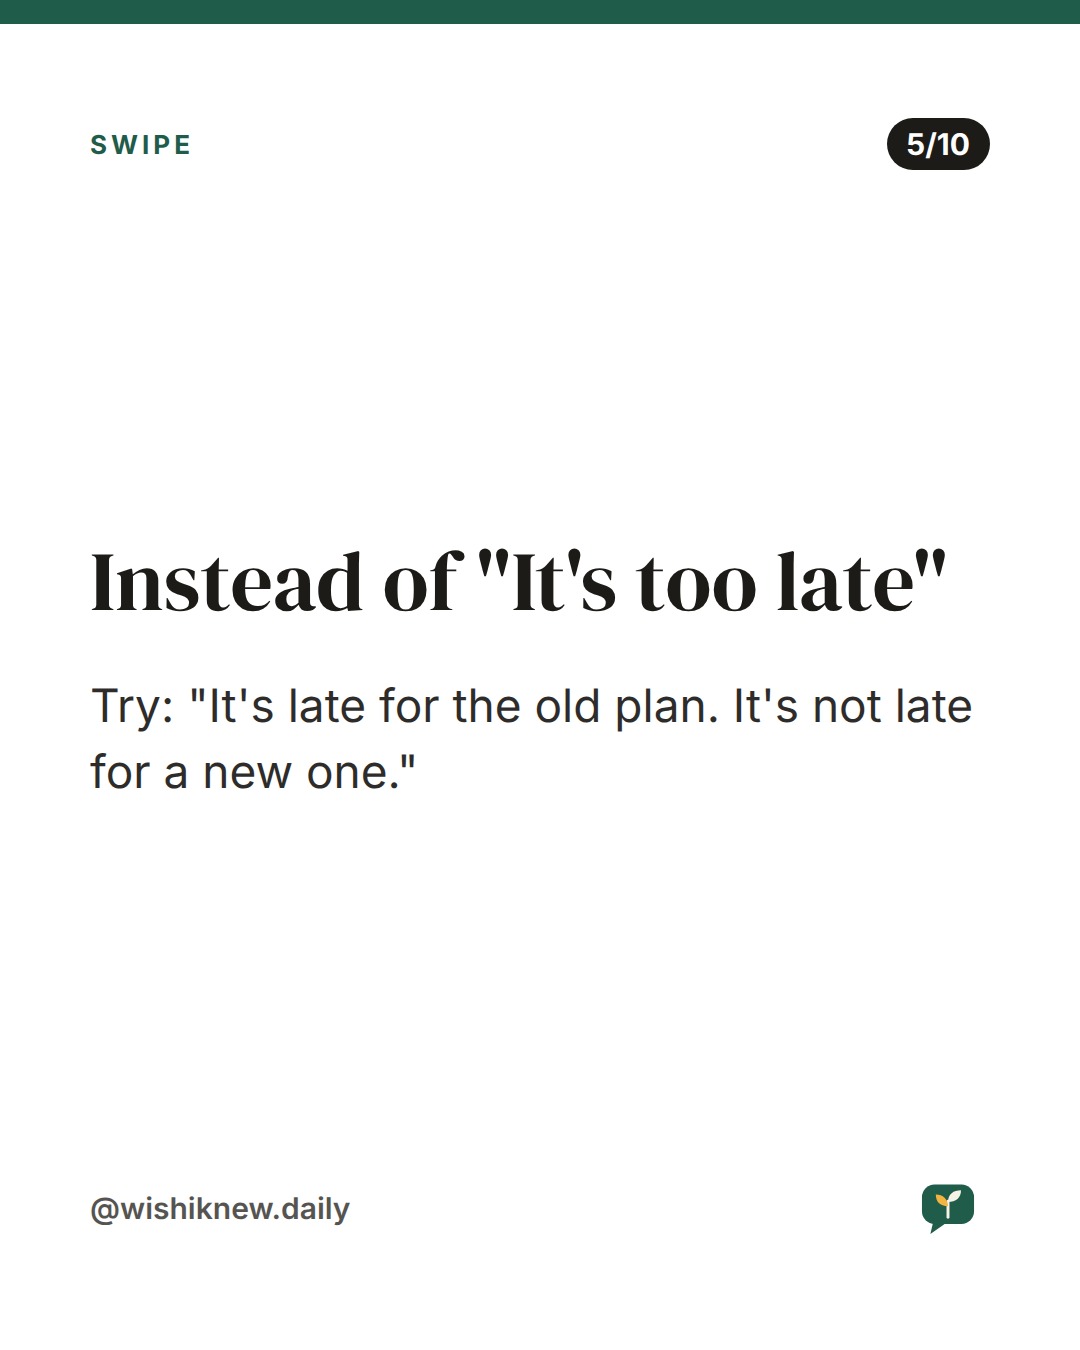 SWIPE
5/10
Instead of "It's too late"
Try: "It's late for the old plan. It's not late
for a new one."
@wishiknew.daily